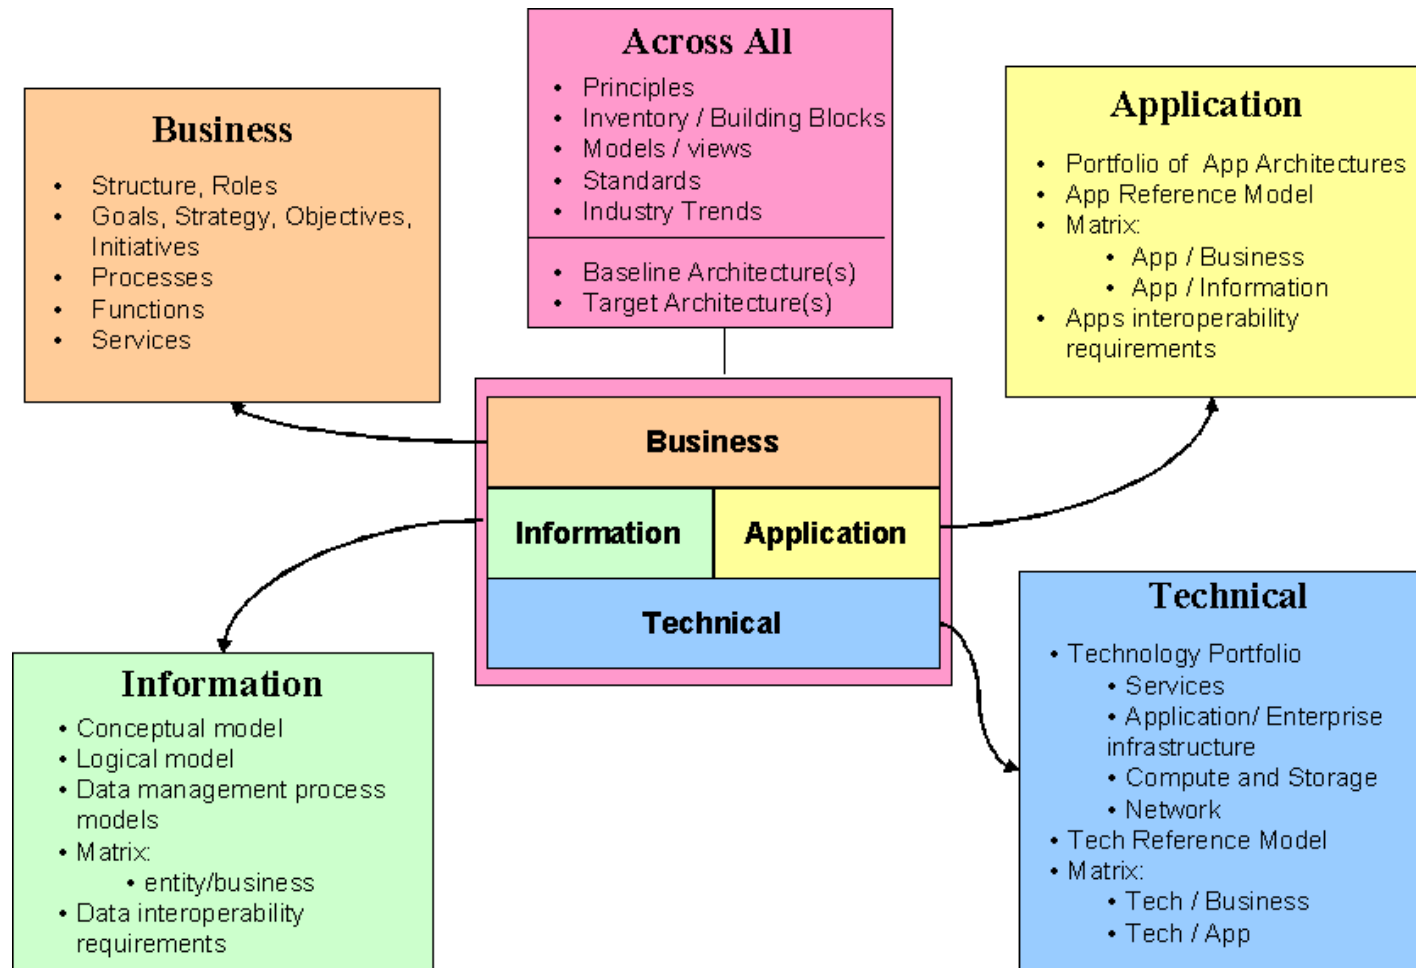 Across All
• Principles
• Inventory / Building Blocks
• Models / views
• Standards
• Industry Trends
• Baseline Architecture(s)
• Target Architecture(s)
Business
• Structure, Roles
• Goals, Strategy, Objectives,
Initiatives
• Processes
• Functions
• Services
Application
• Portfolio of App Architectures
• App Reference Model
• Matrix:
• App / Business
• App / Information
• Apps interoperability
requirements
Business
Information
Application
Technical
Information
• Conceptual model
• Logical model
• Data management process
models
• Matrix:
• entity/business
• Data interoperability
requirements
Technical
• Technology Portfolio
• Services
• Application/ Enterprise
infrastructure
• Compute and Storage
• Network
• Tech Reference Model
• Matrix:
• Tech / Business
• Tech / App